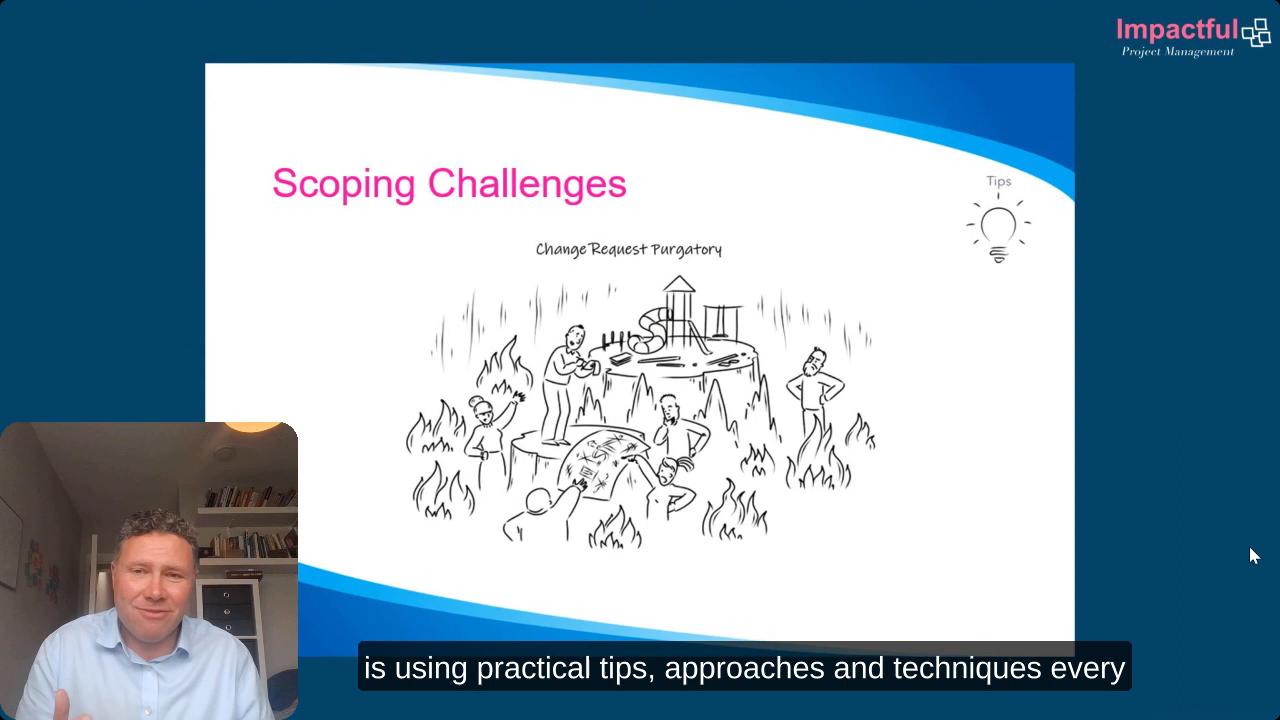 Impactful
Project Management
Scoping Challenges
Tips
Change Request Purgatory
is using practical tips, approaches and techniques every